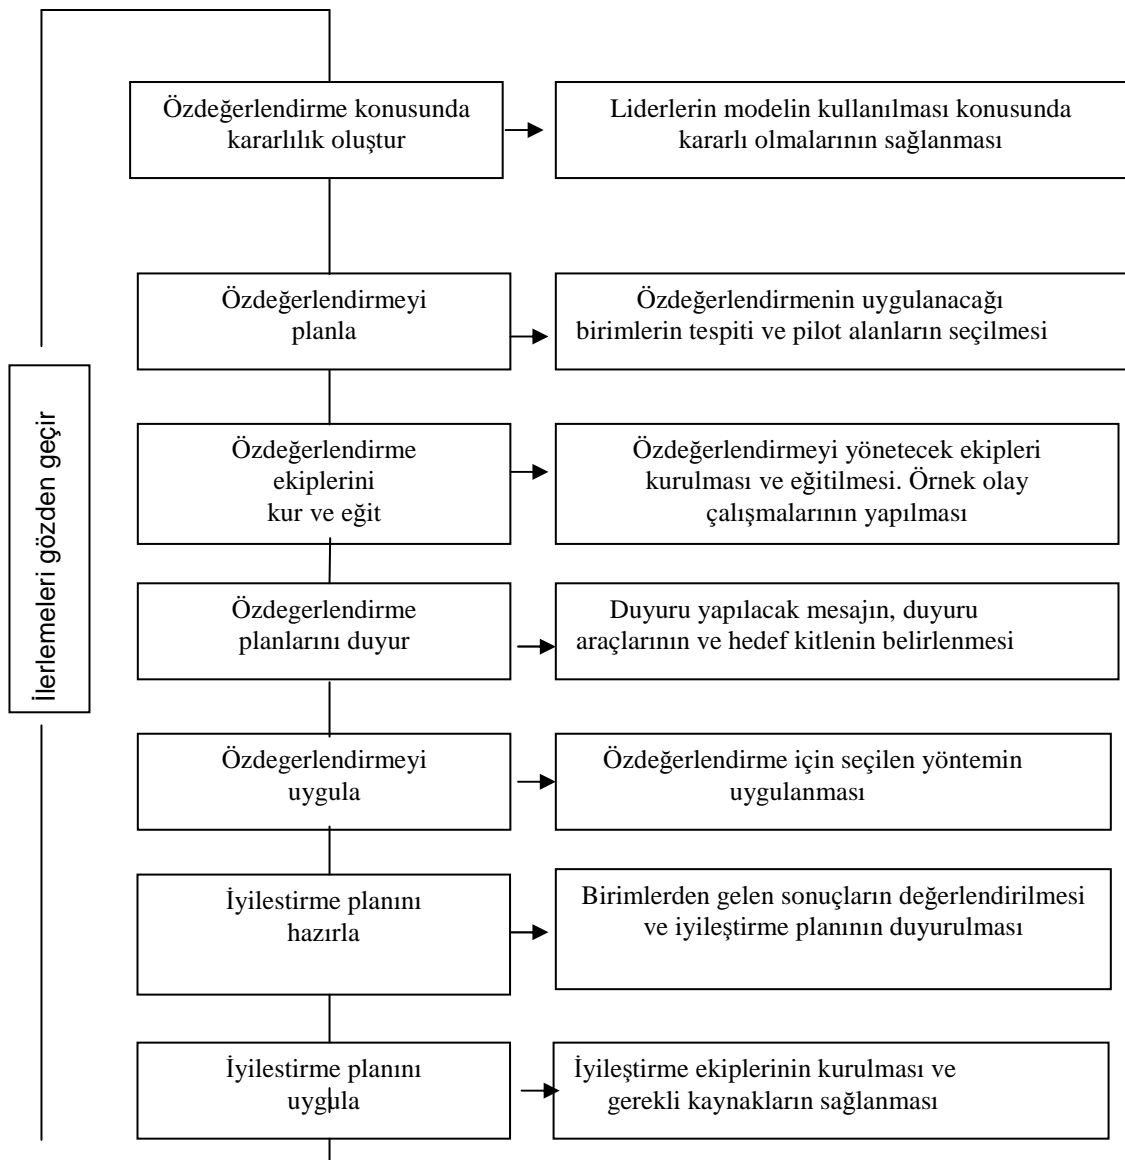 Özdeğerlendirme konusunda
kararlılık oluştur
Liderlerin modelin kullanılması konusunda
kararlı olmalarının sağlanması
Özdeğerlendirmeyi
planla
Özdeğerlendirmenin uygulanacağı
birimlerin tespiti ve pilot alanların seçilmesi
İlerlemeleri gözden geçir
Özdeğerlendirme
ekiplerini
kur ve eğit
Özdeğerlendirmeyi yönetecek ekipleri
kurulması ve eğitilmesi. Örnek olay
çalışmalarının yapılması
Özdegerlendirme
planlarını duyur
Duyuru yapılacak mesajın, duyuru
araçlarının ve hedef kitlenin belirlenmesi
Özdegerlendirmeyi
uygula
Özdeğerlendirme için seçilen yöntemin
uygulanması
İyilestirme planını
hazırla
Birimlerden gelen sonuçların değerlendirilmesi
ve iyileştirme planının duyurulması
İyilestirme planını
uygula
İyileştirme ekiplerinin kurulması ve
gerekli kaynakların sağlanması